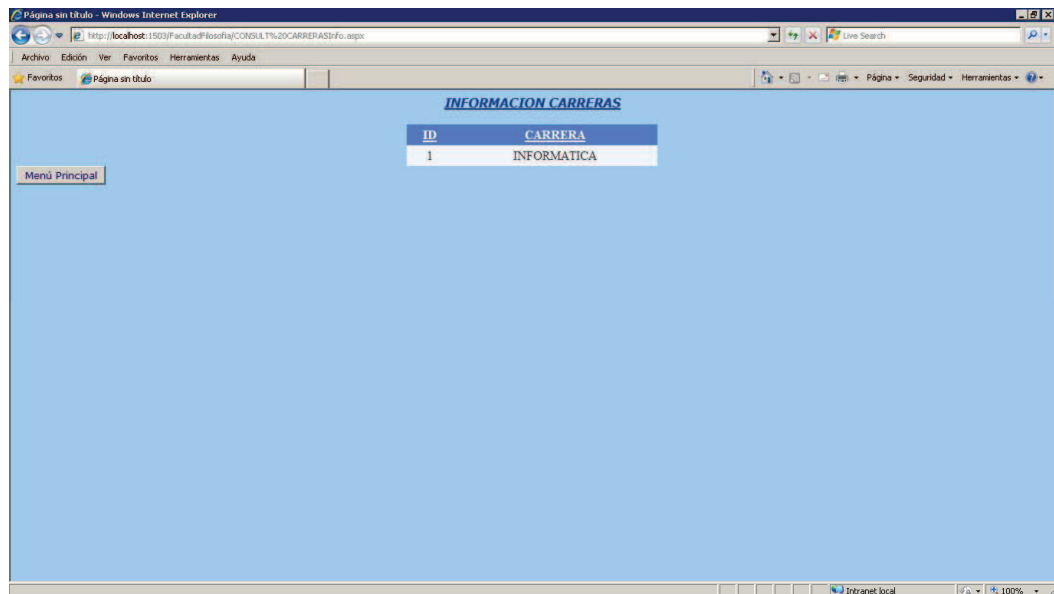 Página sin título - Windows Internet Explorer
http://localhost:1503/FacultadFilosofia/CONSULT%20CARRERASInfo.aspx
Live Search
Archivo Edición Ver Favoritos Herramientas Ayuda
Favoritos Página sin título Página Seguridad Herramientas
INFORMACION CARRERAS
ID CARRERA
1 INFORMATICA
Menú Principal
Intranet local 100%